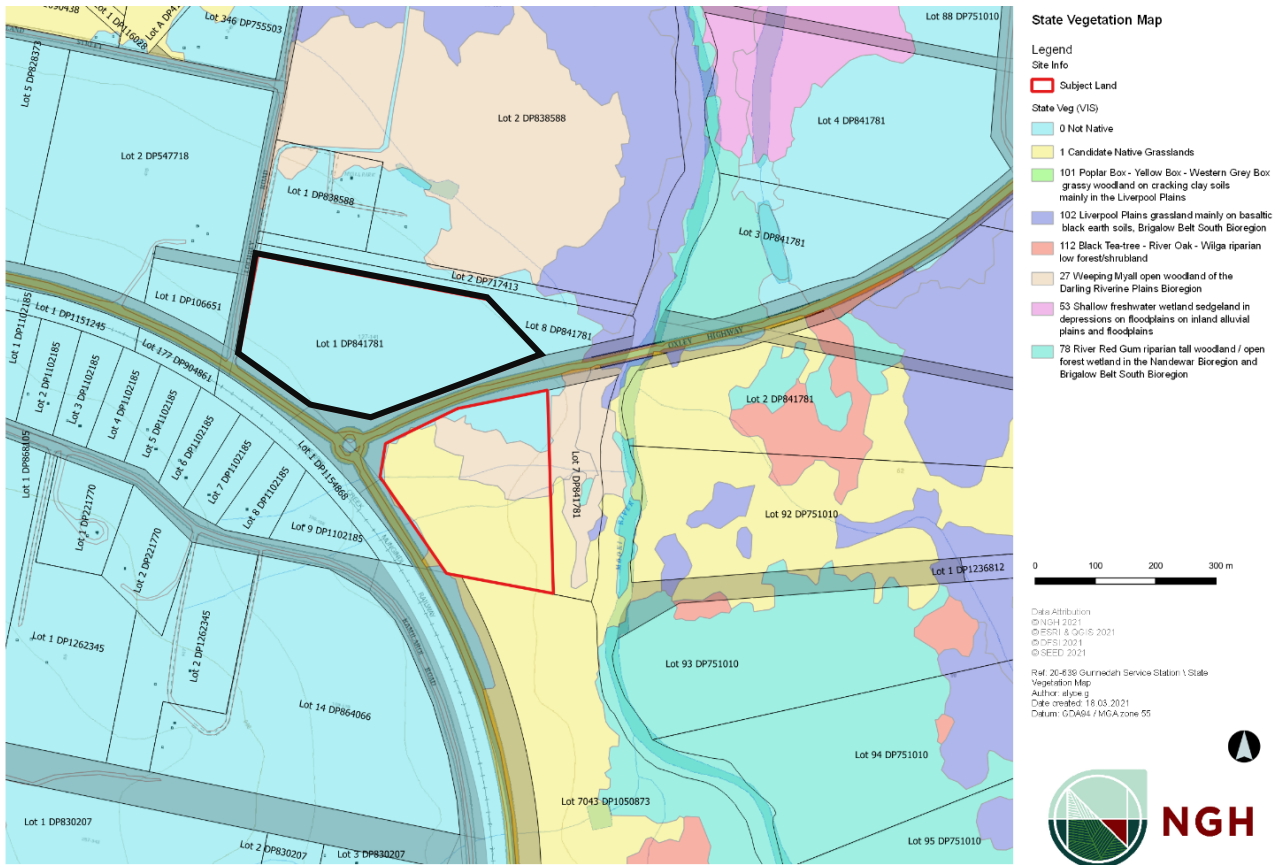 Lot 346 DP755503
Lot 1 DP116028
Lot 88 DP751010
Lot 5 DP828373
Lot 2 DP547718
Lot 2 DP838588
Lot 4 DP841781
Lot 1 DP838588
Lot 3 DP841781
Lot 2 DP717413
Lot 1 DP106651
Lot 1 DP1151245
Lot 1 DP841781
Lot 8 DP841781
OXLEY HIGHWAY
Lot 177 DP904861
Lot 1 DP1102185
Lot 2 DP1102185
Lot 3 DP1102185
Lot 4 DP1102185
Lot 5 DP1102185
Lot 6 DP1102185
Lot 7 DP1102185
Lot 8 DP1102185
Lot 9 DP1102185
Lot 1 DP1154868
Lot 2 DP841781
Lot 7 DP841781
Lot 1 DP868105
Lot 1 DP221770
Lot 2 DP221770
Lot 92 DP751010
MOOKI RIVER
Lot 1 DP1236812
Lot 1 DP1262345
Lot 2 DP1262345
Lot 93 DP751010
Lot 14 DP864066
Lot 94 DP751010
Lot 7043 DP1050873
Lot 1 DP830207
Lot 2 DP830207
Lot 3 DP830207
Lot 95 DP751010
State Vegetation Map
Legend
Site Info
Subject Land
State Veg (VIS)
0 Not Native
1 Candidate Native Grasslands
101 Poplar Box - Yellow Box - Western Grey Box
grassy woodland on cracking clay soils
mainly in the Liverpool Plains
102 Liverpool Plains grassland mainly on basaltic
black earth soils, Brigalow Belt South Bioregion
112 Black Tea-tree - River Oak - Wilga riparian
low forest/shrubland
27 Weeping Myall open woodland of the
Darling Riverine Plains Bioregion
53 Shallow freshwater wetland sedgeland in
depressions on floodplains on inland alluvial
plains and floodplains
78 River Red Gum riparian tall woodland / open
forest wetland in the Nandewar Bioregion and
Brigalow Belt South Bioregion
0 100 200 300 m
Data Attribution
© NGH 2021
© ESRI & QGIS 2021
© DFSI 2021
© SEED 2021
Ref: 20-639 Gunnedah Service Station \ State
Vegetation Map
Author: alyce g
Date created: 18.03.2021
Datum: GDA94 / MGA zone 55
NGH